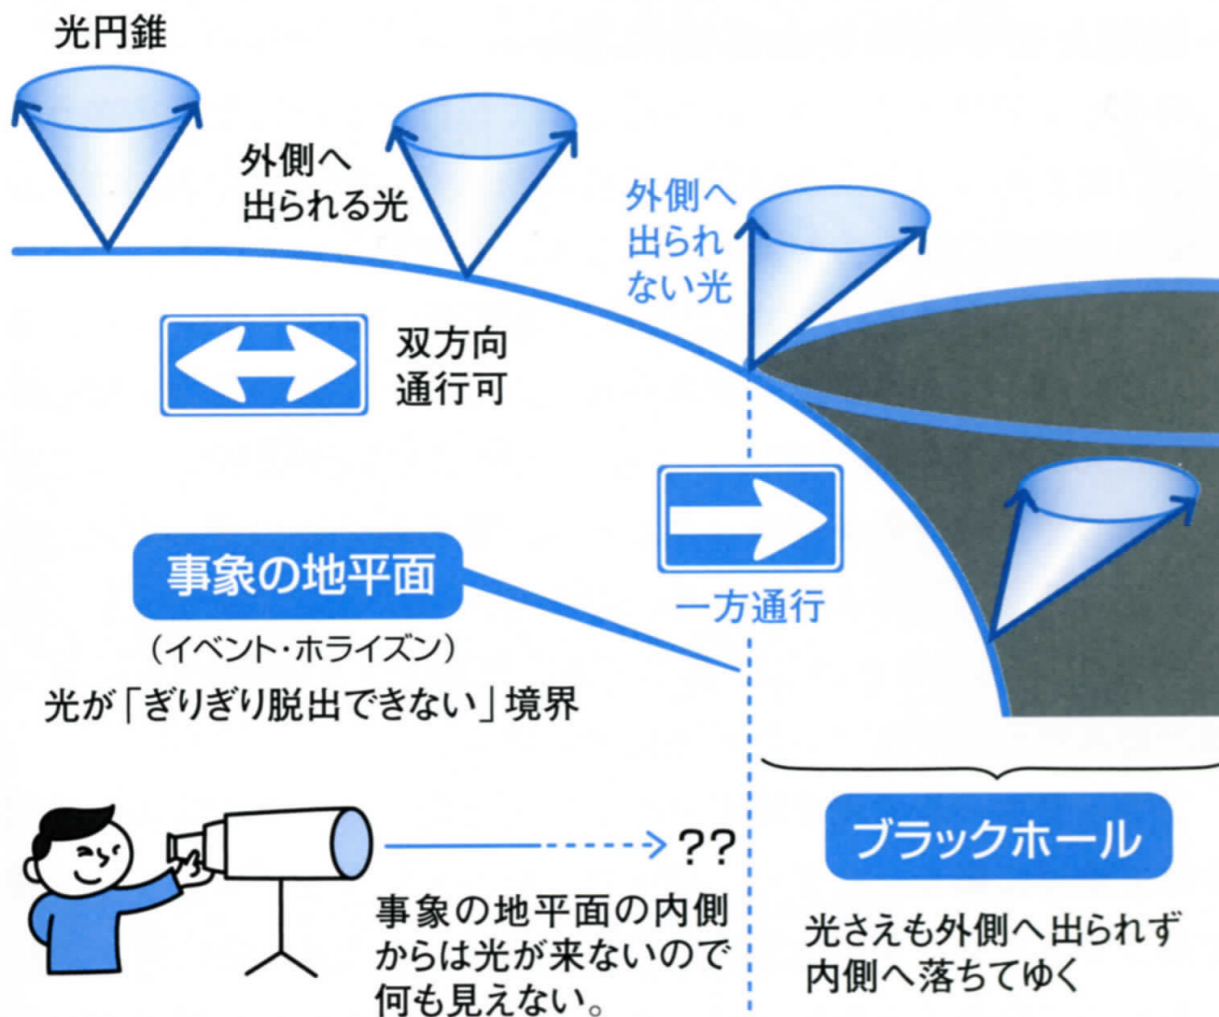 光円錐
外側へ
出られる光
外側へ
出られ
ない光
双方向
通行可
一方通行
事象の地平面
（イベント・ホライズン）
光が「ぎりぎり脱出できない」境界
??
事象の地平面の内側
からは光が来ないので
何も見えない。
ブラックホール
光さえも外側へ出られず
内側へ落ちてゆく